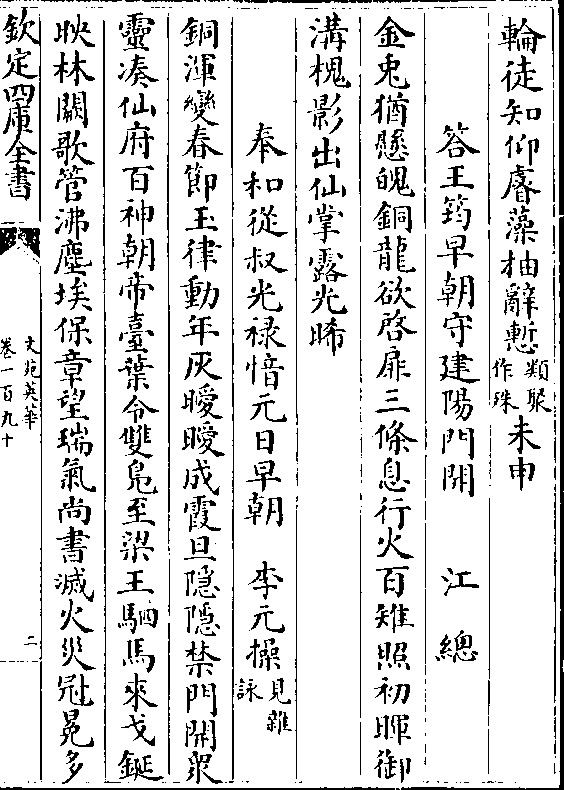 輪徒知仰睿藻柚辭慙類聚作殊未申
答王筠早朝守建陽門開　江總
金兎猶懸魄銅龍欲啓扉三條息行火百雉照初暉御
溝槐影出仙掌露光晞
奉和從叔光禄愔元日早朝　李元操見雜詠
銅渾變春節玉律動年灰曖曖成霞旦隠隠禁門開衆
靈湊仙府百神朝帝臺葉令雙鳬至梁王駟馬來戈鋋
映林闕歌管沸塵埃保章望瑞氣尚書滅火災冠冕多
欽定四庫全書
文苑英華
卷一百九十
二